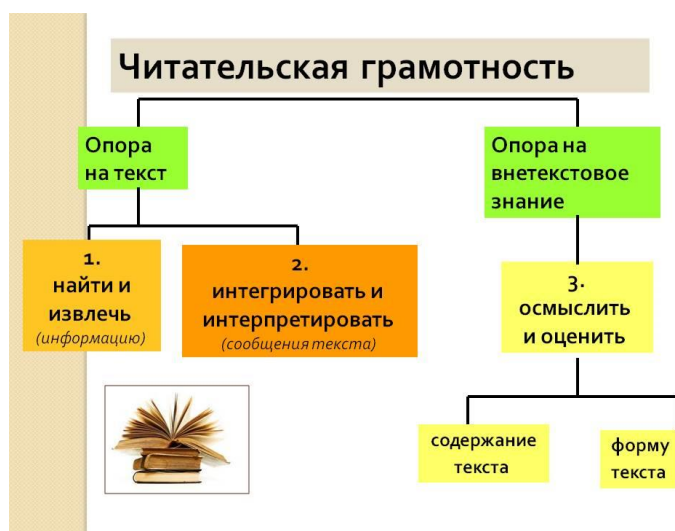 Читательская грамотность
Опора
на текст
Опора на
внетекстовое
знание
1.
найти и
извлечь
(информацию)
2.
интегрировать и
интерпретировать
(сообщения текста)
3.
осмыслить
и оценить
содержание
текста
форму
текста